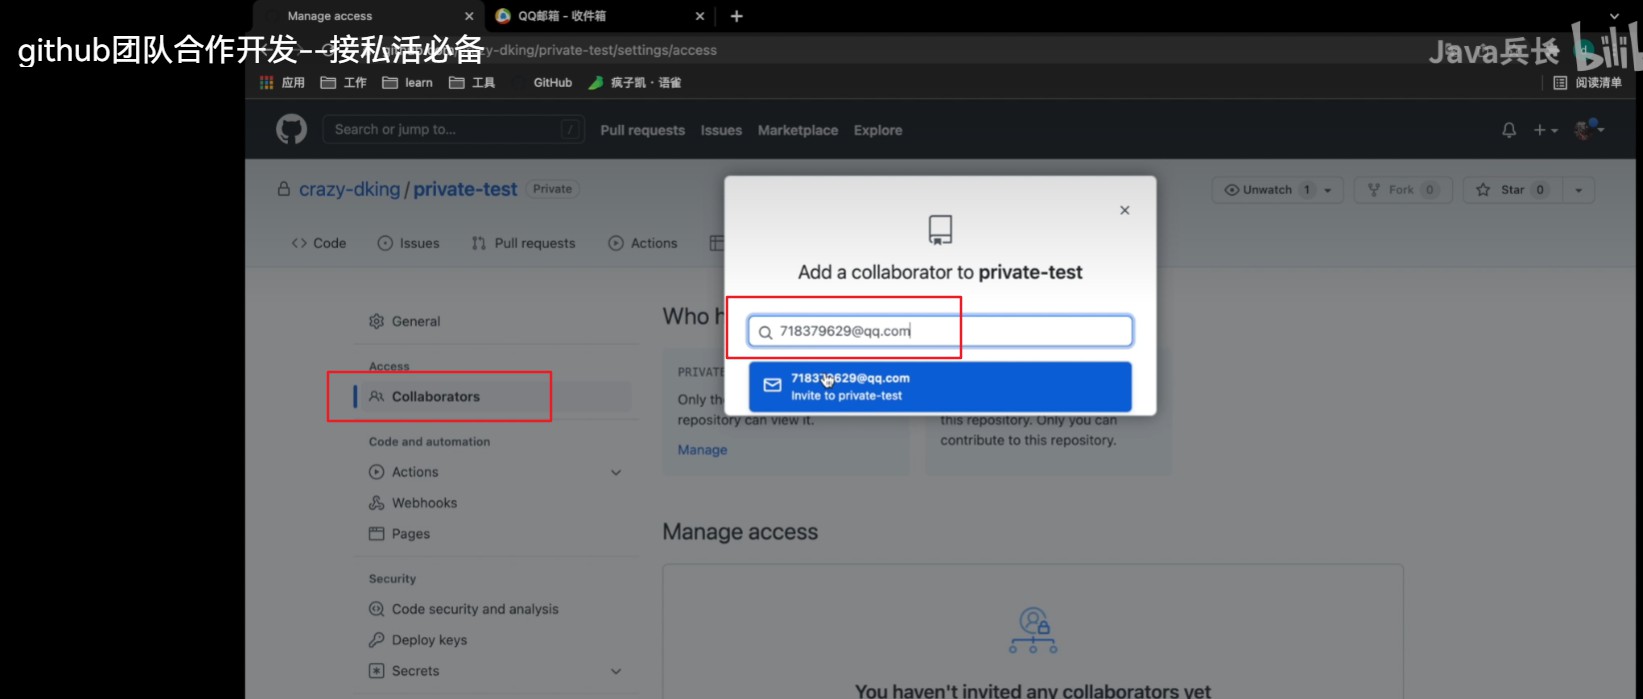 Manage access
QQ邮箱 - 收件箱
github团队合作开发--接私活必备
zy-dking/private-test/settings/access
Java兵长
bilibili
应用 工作 learn 工具 GitHub 疯子凯 · 语雀 阅读清单
Search or jump to... /
Pull requests Issues Marketplace Explore
crazy-dking / private-test Private
Unwatch 1 Fork 0 Star 0
Code Issues Pull requests Actions
Add a collaborator to private-test
718379629@qq.com
718379629@qq.com
Invite to private-test
General
Access
Collaborators
Code and automation
Actions
Webhooks
Pages
Security
Code security and analysis
Deploy keys
Secrets
Who h
PRIVATE
Only th
repository can view it.
Manage
this repository. Only you can
contribute to this repository.
Manage access
You haven't invited any collaborators yet